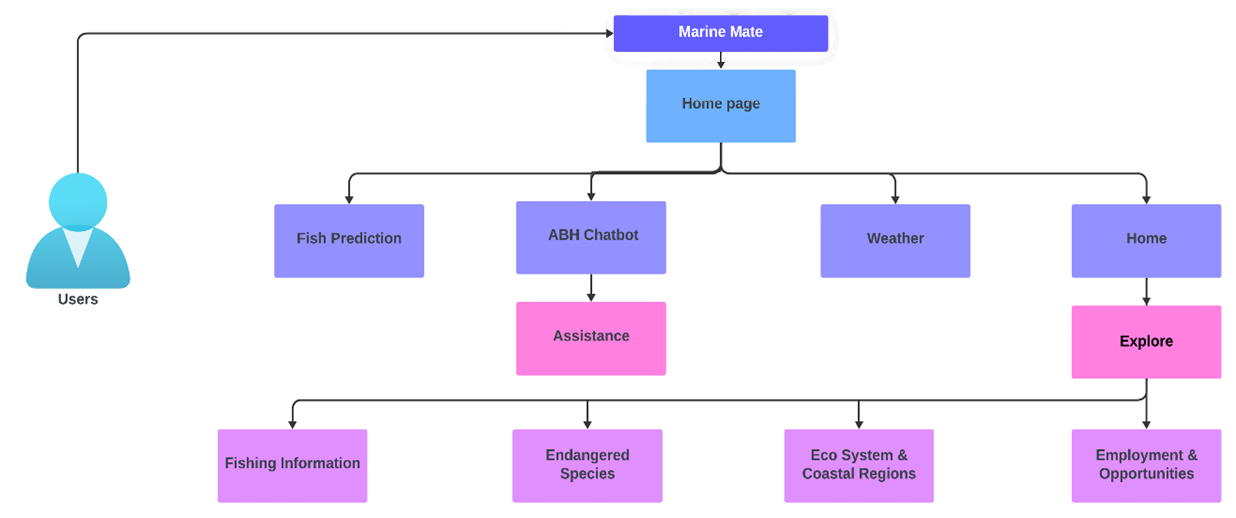 Marine Mate
Home page
Fish Prediction
ABH Chatbot
Weather
Home
Users
Assistance
Explore
Fishing Information
Endangered
Species
Eco System &
Coastal Regions
Employment &
Opportunities